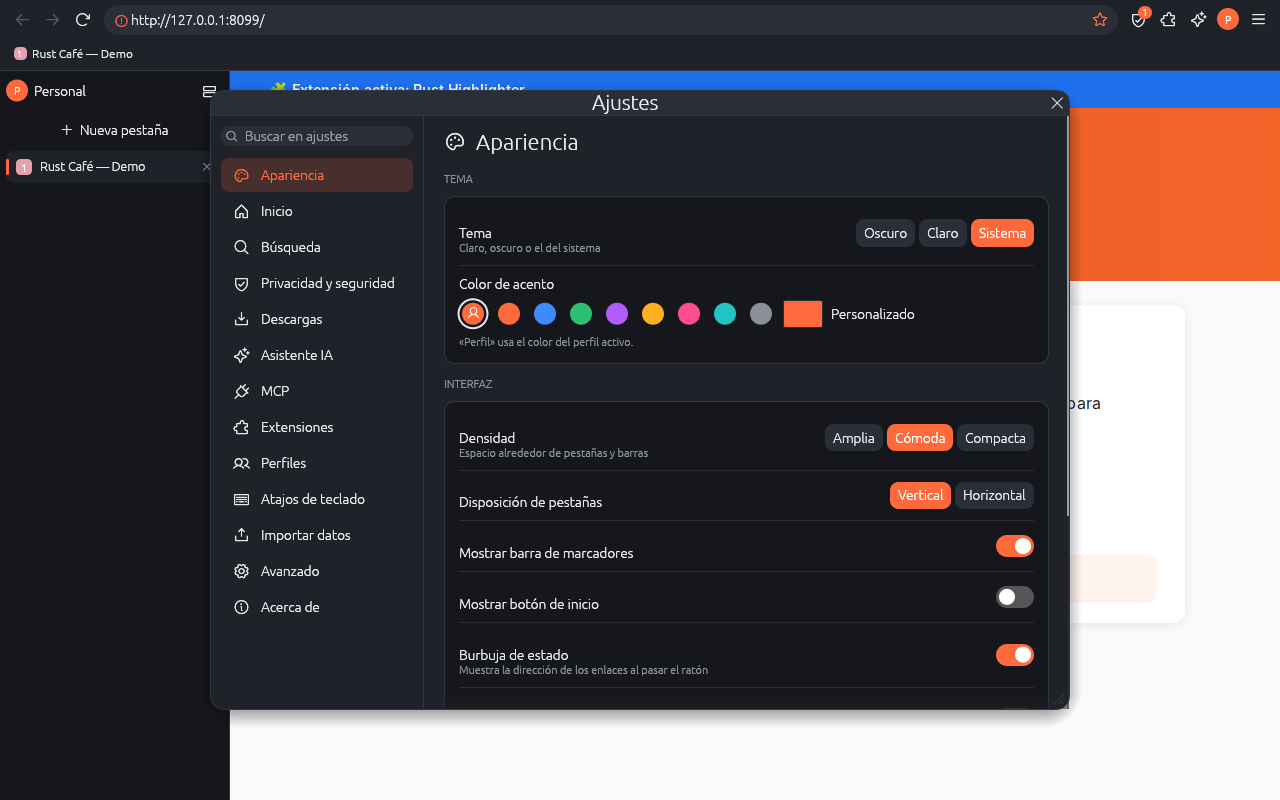 http://127.0.0.1:8099/
1
P
1 Rust Café — Demo
P Personal
Nueva pestaña
1 Rust Café — Demo
Extensión activa: Rust Highlighter
Ajustes
Buscar en ajustes
Apariencia
Inicio
Búsqueda
Privacidad y seguridad
Descargas
Asistente IA
MCP
Extensiones
Perfiles
Atajos de teclado
Importar datos
Avanzado
Acerca de
Apariencia
TEMA
Tema
Claro, oscuro o el del sistema
Oscuro Claro Sistema
Color de acento
Personalizado
«Perfil» usa el color del perfil activo.
INTERFAZ
Densidad
Espacio alrededor de pestañas y barras
Amplia Cómoda Compacta
Disposición de pestañas
Vertical Horizontal
Mostrar barra de marcadores
Mostrar botón de inicio
Burbuja de estado
Muestra la dirección de los enlaces al pasar el ratón
para